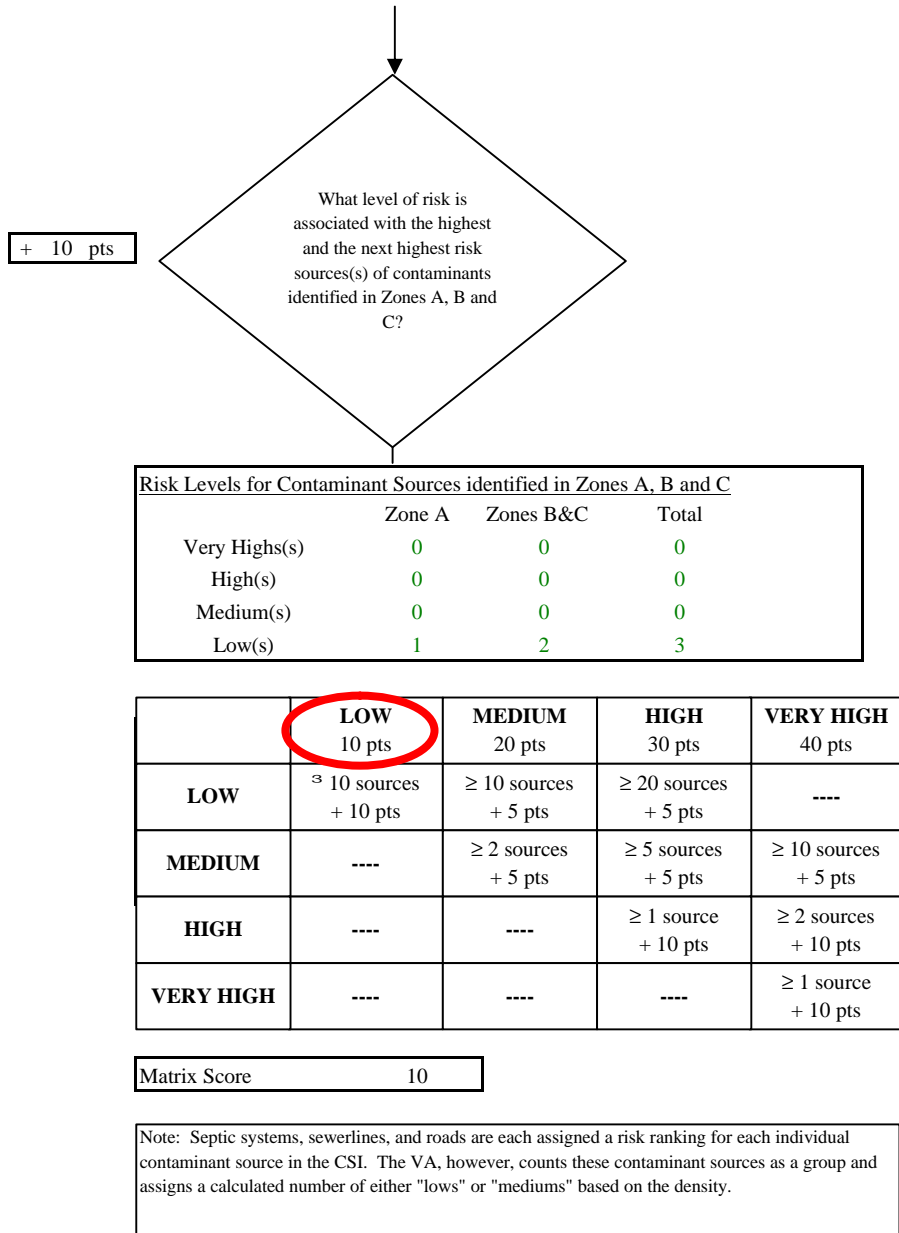 What level of risk is
associated with the highest
and the next highest risk
sources(s) of contaminants
identified in Zones A, B and
C?
+ 10 pts
Risk Levels for Contaminant Sources identified in Zones A, B and C
Zone A Zones B&C Total
Very Highs(s) 0 0 0
High(s) 0 0 0
Medium(s) 0 0 0
Low(s) 1 2 3
LOW MEDIUM HIGH VERY HIGH
10 pts 20 pts 30 pts 40 pts
LOW ³ 10 sources ≥ 10 sources ≥ 20 sources ----
+ 10 pts + 5 pts + 5 pts
MEDIUM ---- ≥ 2 sources ≥ 5 sources ≥ 10 sources
+ 5 pts + 5 pts + 5 pts
HIGH ---- ---- ≥ 1 source ≥ 2 sources
+ 10 pts + 10 pts
VERY HIGH ---- ---- ---- ≥ 1 source
+ 10 pts
Matrix Score 10
Note: Septic systems, sewerlines, and roads are each assigned a risk ranking for each individual
contaminant source in the CSI. The VA, however, counts these contaminant sources as a group and
assigns a calculated number of either "lows" or "mediums" based on the density.